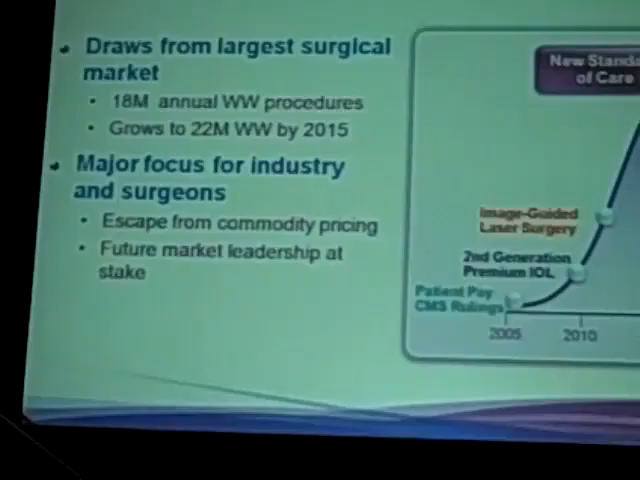 Draws from largest surgical
market
18M annual WW procedures
Grows to 22M WW by 2015
Major focus for industry
and surgeons
Escape from commodity pricing
Future market leadership at
stake
New
of Care
Image-Guided
Laser Surgery
2nd Generation
Premium IOL
Patient Pay
CMS Rulings
2005 2010